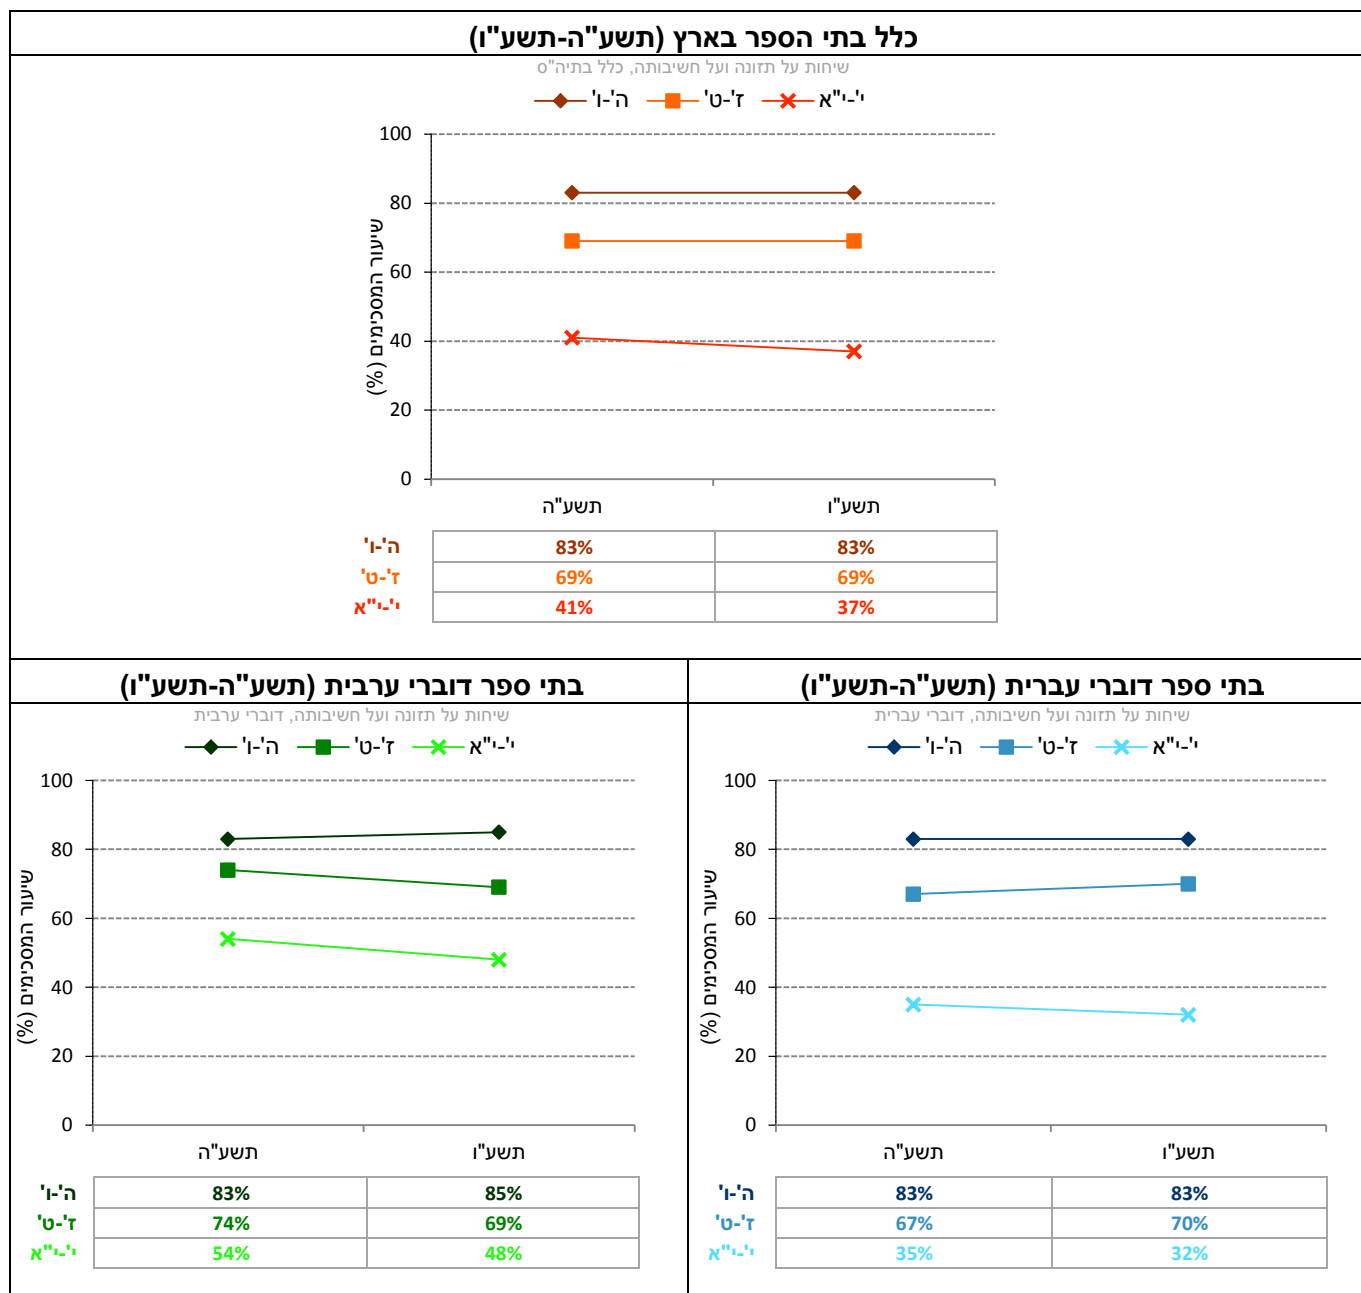 כלל בתי הספר בארץ (תשע"ה-תשע"ו)
שיחות על תזונה ועל חשיבותה, כלל בתיה"ס
ה'-ו' ז'-ט' י'-י"א
שיעור המסכימים (%)
100
80
60
40
20
0
תשע"ה תשע"ו
ה'-ו' 83% 83%
ז'-ט' 69% 69%
י'-י"א 41% 37%
בתי ספר דוברי עברית (תשע"ה-תשע"ו)
שיחות על תזונה ועל חשיבותה, דוברי עברית
ה'-ו' ז'-ט' י'-י"א
שיעור המסכימים (%)
100
80
60
40
20
0
תשע"ה תשע"ו
ה'-ו' 83% 83%
ז'-ט' 67% 70%
י'-י"א 35% 32%
בתי ספר דוברי ערבית (תשע"ה-תשע"ו)
שיחות על תזונה ועל חשיבותה, דוברי ערבית
ה'-ו' ז'-ט' י'-י"א
שיעור המסכימים (%)
100
80
60
40
20
0
תשע"ה תשע"ו
ה'-ו' 83% 85%
ז'-ט' 74% 69%
י'-י"א 54% 48%